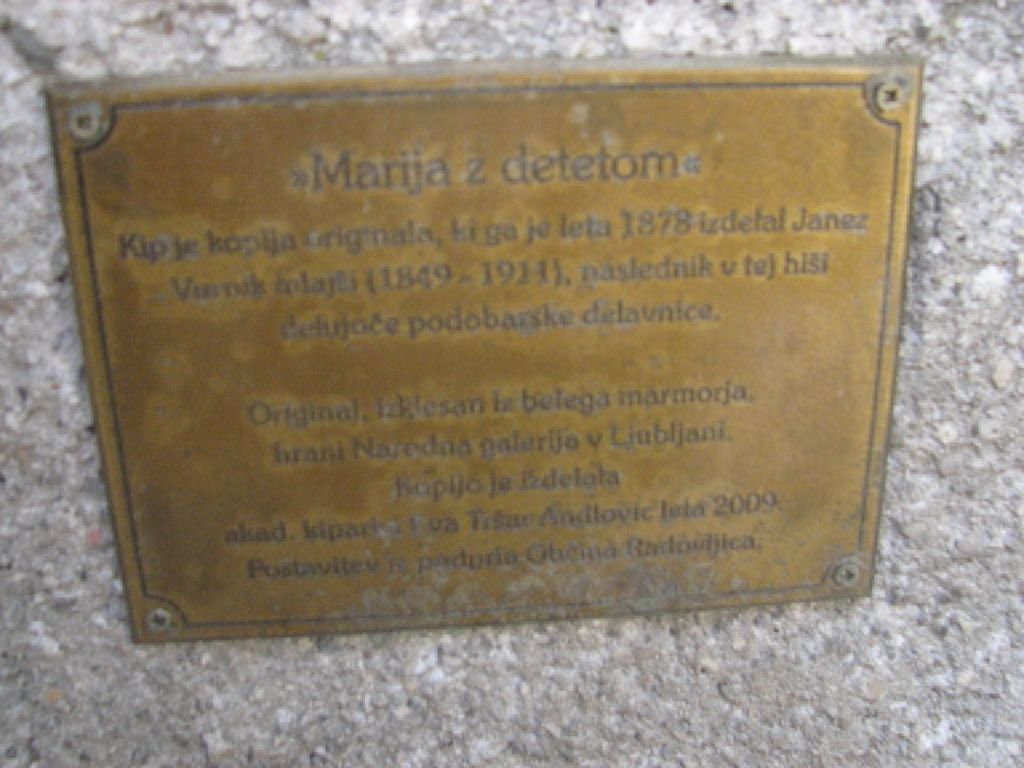 »Marija z detetom«
Kip je kopija originala, ki ga je leta 1878 izdelal Janez
Vurnik mlajši (1849 - 1911), naslednik v tej hiši
delujoče podobarske delavnice.
Original, izklesan iz belega marmorja,
hrani Narodna galerija v Ljubljani.
Kopijo je izdelala
akad. kiparka Eva Tršar Andlovic leta 2009.
Postavitev je podprla Občina Radovljica.